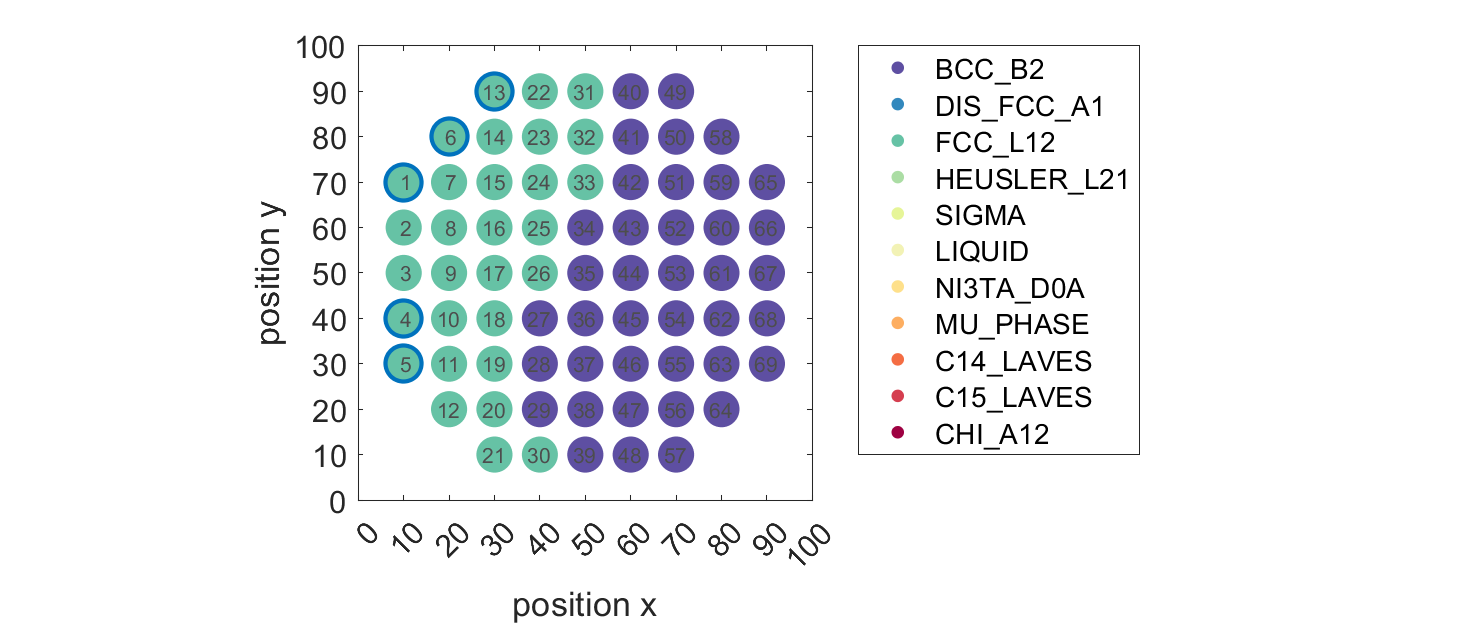 100
90
80
70
60
50
40
30
20
10
0
position y
13 22 31 40 49
6 14 23 32 41 50 58
1 7 15 24 33 42 51 59 65
2 8 16 25 34 43 52 60 66
3 9 17 26 35 44 53 61 67
4 10 18 27 36 45 54 62 68
5 11 19 28 37 46 55 63 69
12 20 29 38 47 56 64
21 30 39 48 57
0 10 20 30 40 50 60 70 80 90 100
position x
BCC_B2
DIS_FCC_A1
FCC_L12
HEUSLER_L21
SIGMA
LIQUID
NI3TA_D0A
MU_PHASE
C14_LAVES
C15_LAVES
CHI_A12